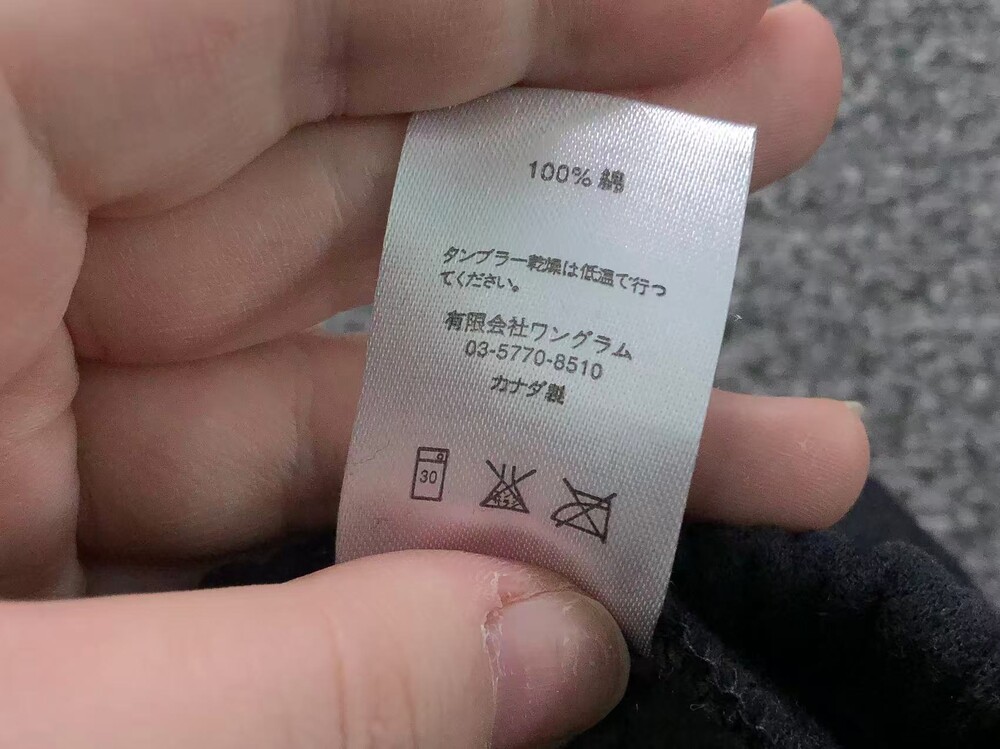 100% 綿
タンブラー乾燥は低温で行っ
てください。
有限会社ワングラム
03-5770-8510
カナダ製
30